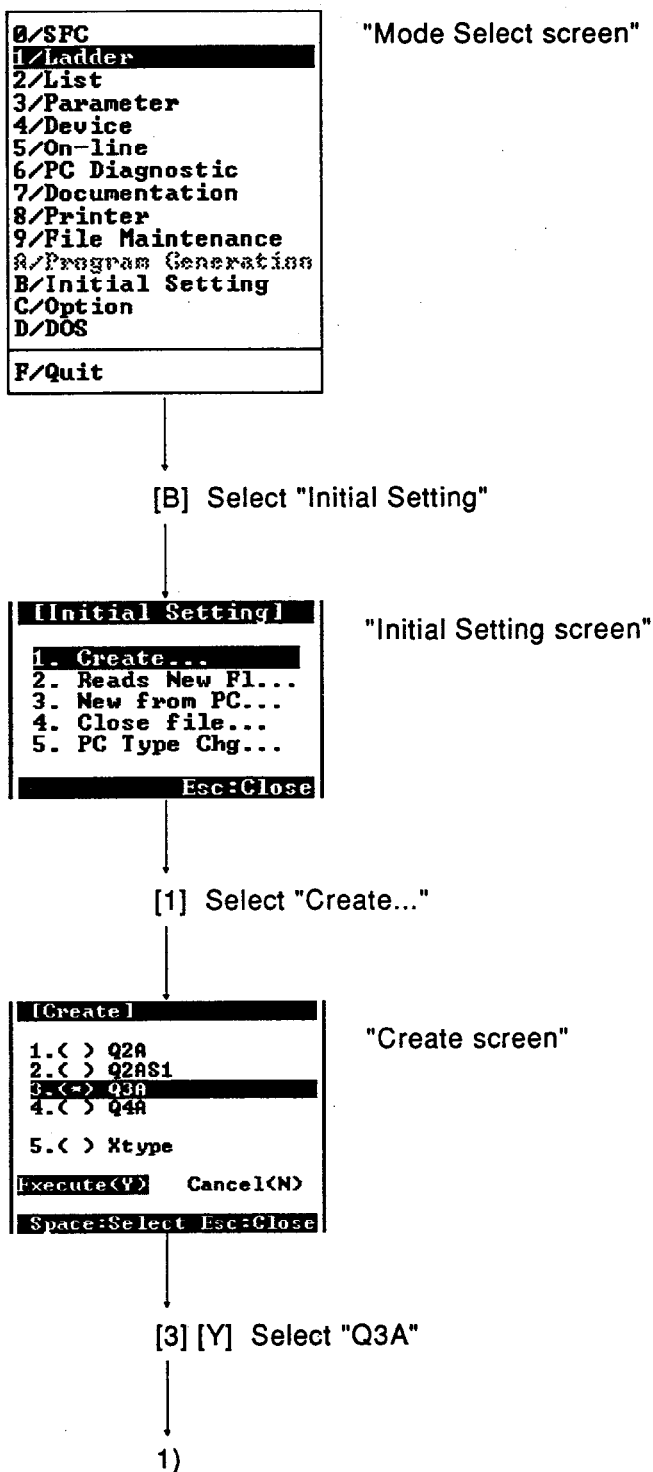 0/SFC
1/Ladder
2/List
3/Parameter
4/Device
5/On-line
6/PC Diagnostic
7/Documentation
8/Printer
9/File Maintenance
A/Program Generation
B/Initial Setting
C/Option
D/DOS
F/Quit
"Mode Select screen"
[B] Select "Initial Setting"
[Initial Setting]
1. Create...
2. Reads New Fl...
3. New from PC...
4. Close file...
5. PC Type Chg...
Esc:Close
"Initial Setting screen"
[1] Select "Create..."
[Create]
1.( ) Q2A
2.( ) Q2AS1
3.(*) Q3A
4.( ) Q4A
5.( ) Xtype
Execute(Y) Cancel(N)
Space:Select Esc:Close
"Create screen"
[3] [Y] Select "Q3A"
1)